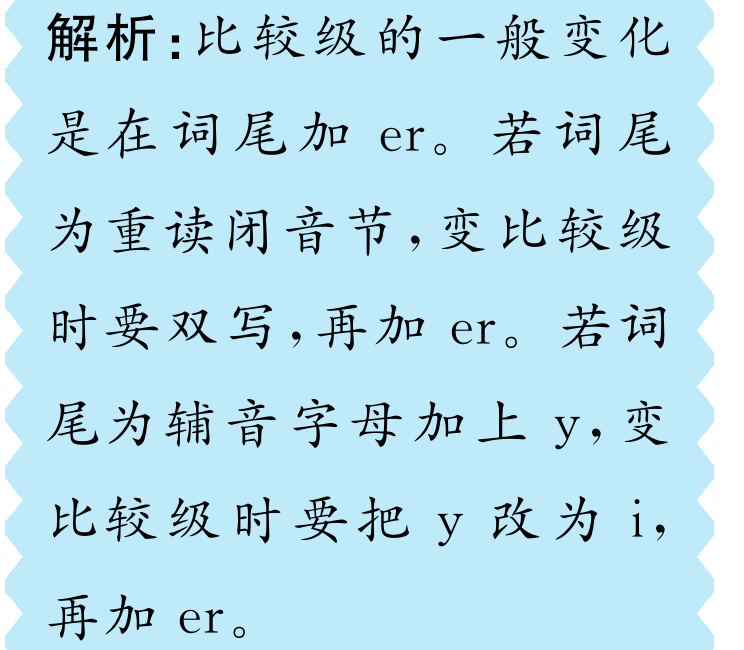 解析:比较级的一般变化
是在词尾加 er。若词尾
为重读闭音节,变比较级
时要双写,再加 er。若词
尾为辅音字母加上 y,变
比较级时要把 y 改为 i,
再加 er。